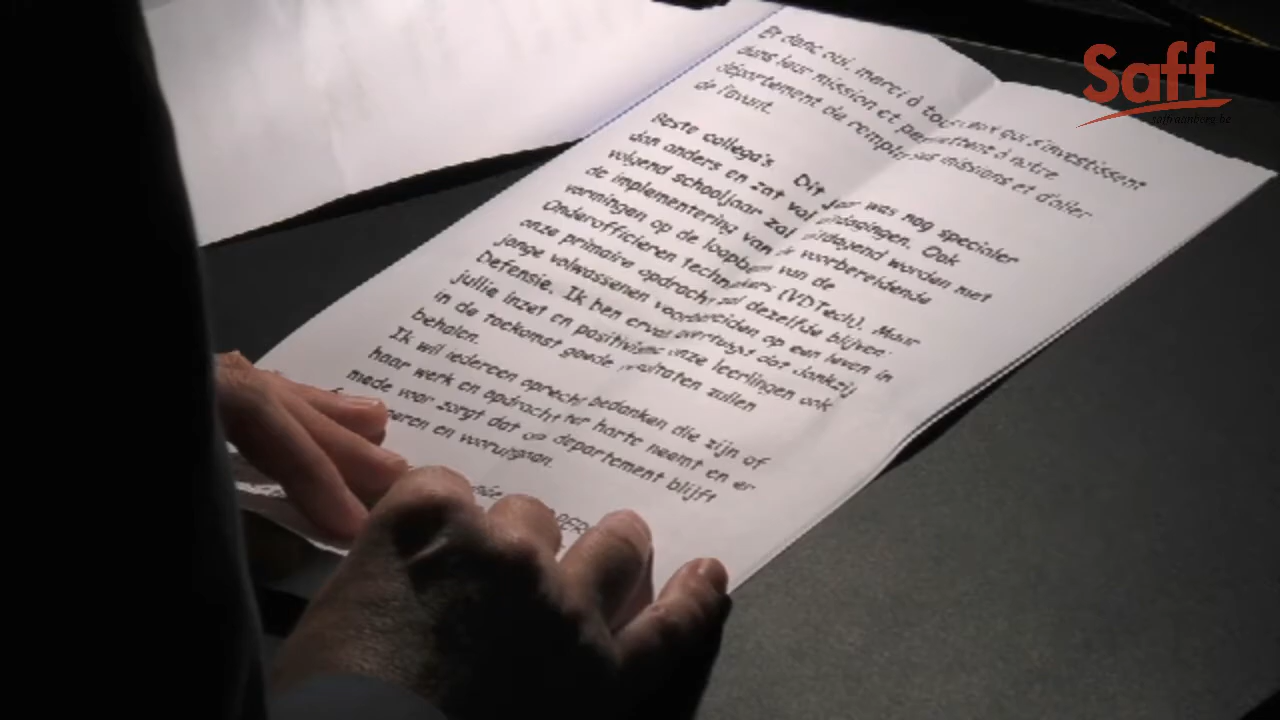 Et donc oui, merci à tous ceux qui s'investissent
dans leur mission et permettent à notre
département de remplir ses missions et d'aller
de l'avant.
Beste collega's Dit jaar was nog specialer
dan anders en zat vol uitdagingen. Ook
volgend schooljaar zal uitdagend worden met
de implementering van de voorbereidende
vormingen op de loopbaan van de
Onderofficieren techniekers (VDTech). Maar
onze primaire opdracht zal dezelfde blijven:
jonge volwassenen voorbereiden op een leven in
Defensie. Ik ben ervan overtuigd dat dankzij
jullie inzet en positivisme onze leerlingen ook
in de toekomst goede resultaten zullen
behalen.
Ik wil iedereen oprecht bedanken die zijn of
haar werk en opdracht ter harte neemt en er
mede voor zorgt dat ons departement blijft
en vooruitgaan.
Saff
saffraanberg.be